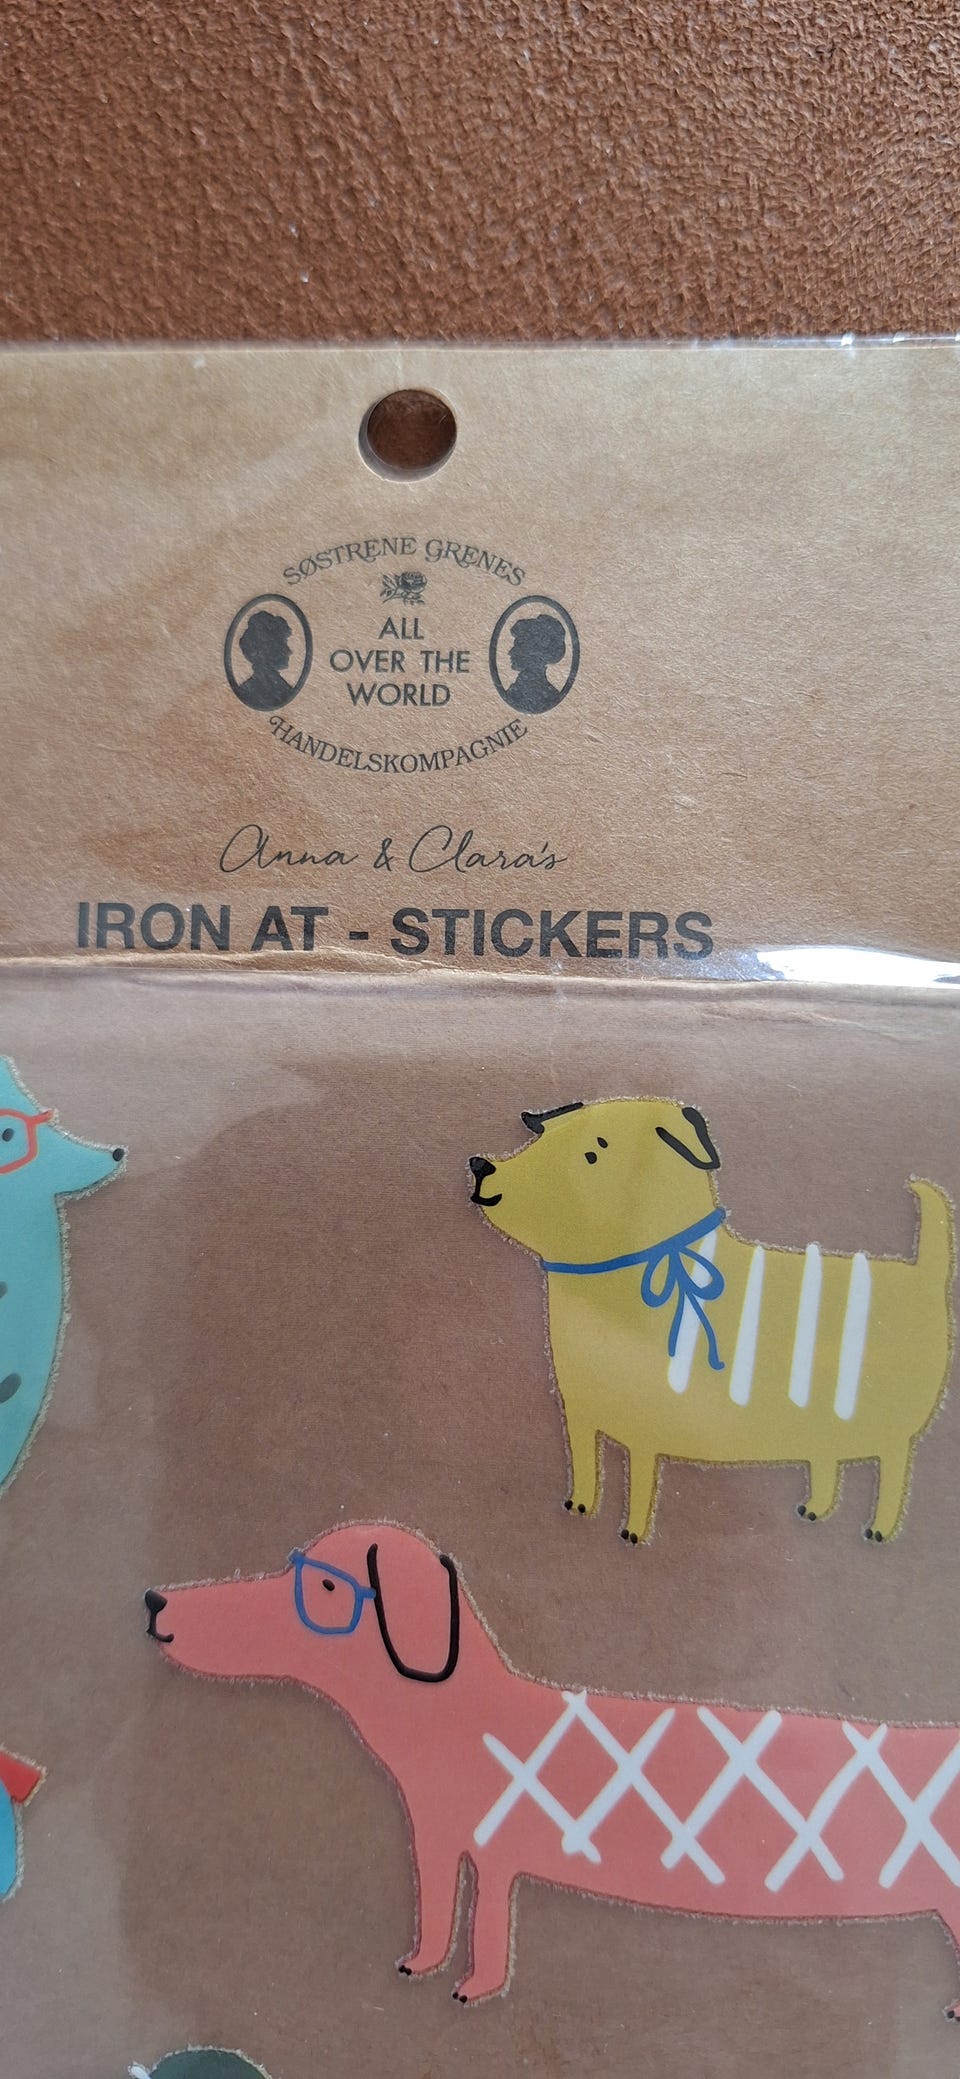 SØSTRENE GRENES
ALL
OVER THE
WORLD
HANDELSKOMPAGNIE
Anna & Clara's
IRON AT - STICKERS